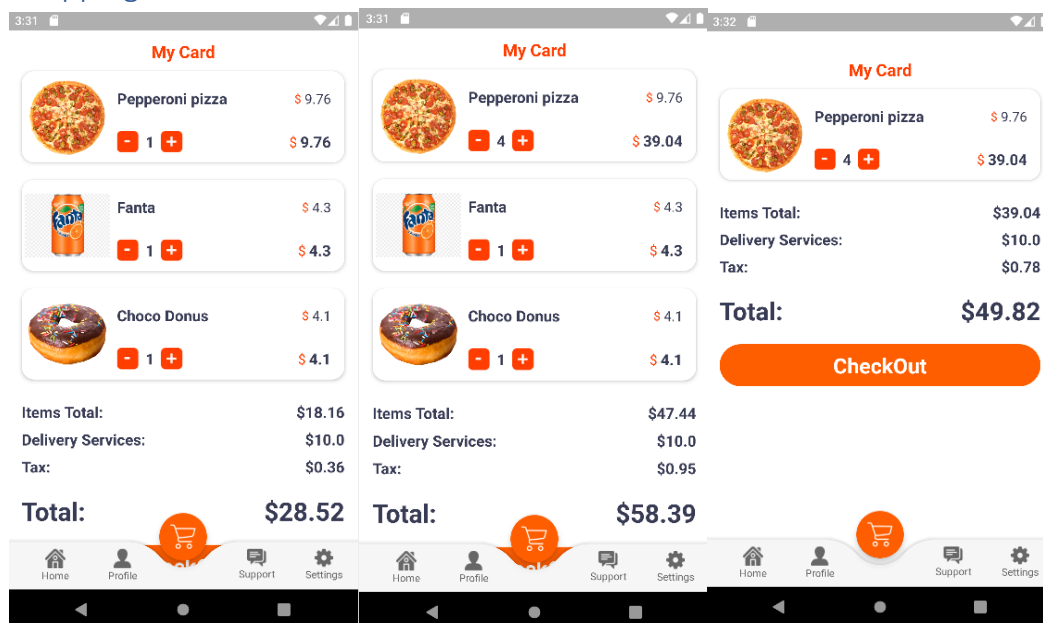 3:31
My Card
Pepperoni pizza $ 9.76
- 1 + $ 9.76
fanta
Fanta $ 4.3
- 1 + $ 4.3
Choco Donus $ 4.1
- 1 + $ 4.1
Items Total: $18.16
Delivery Services: $10.0
Tax: $0.36
Total: $28.52
Home Profile Support Settings
3:31
My Card
Pepperoni pizza $ 9.76
- 4 + $ 39.04
fanta
Fanta $ 4.3
- 1 + $ 4.3
Choco Donus $ 4.1
- 1 + $ 4.1
Items Total: $47.44
Delivery Services: $10.0
Tax: $0.95
Total: $58.39
Home Profile Support Settings
3:32
My Card
Pepperoni pizza $ 9.76
- 4 + $ 39.04
Items Total: $39.04
Delivery Services: $10.0
Tax: $0.78
Total: $49.82
CheckOut
Home Profile Support Settings